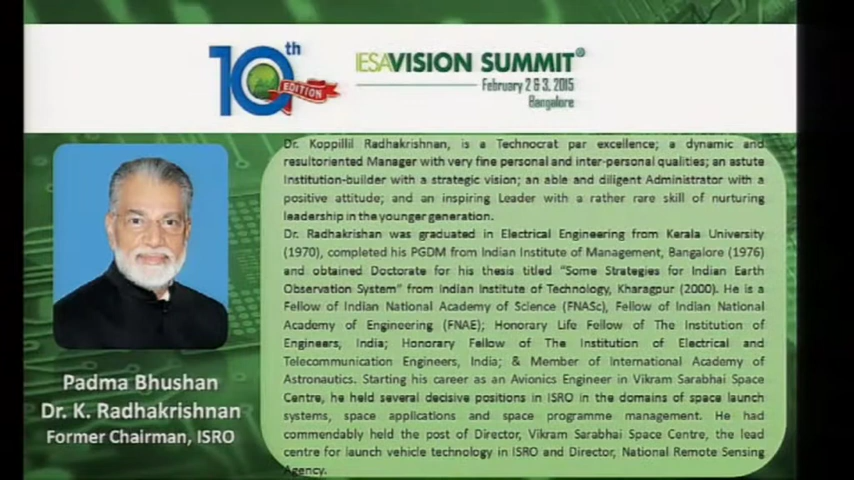 10th
EDITION
IESAVISION SUMMIT®
February 2 & 3, 2015
Bangalore
Dr. Koppillil Radhakrishnan, is a Technocrat par excellence; a dynamic and
resultoriented Manager with very fine personal and inter-personal qualities; an astute
Institution-builder with a strategic vision; an able and diligent Administrator with a
positive attitude; and an inspiring Leader with a rather rare skill of nurturing
leadership in the younger generation.
Dr. Radhakrishan was graduated in Electrical Engineering from Kerala University
(1970), completed his PGDM from Indian Institute of Management, Bangalore (1976)
and obtained Doctorate for his thesis titled “Some Strategies for Indian Earth
Observation System” from Indian Institute of Technology, Kharagpur (2000). He is a
Fellow of Indian National Academy of Science (FNASc), Fellow of Indian National
Academy of Engineering (FNAE); Honorary Life Fellow of The Institution of
Engineers, India; Honorary Fellow of The Institution of Electrical and
Telecommunication Engineers, India; & Member of International Academy of
Astronautics. Starting his career as an Avionics Engineer in Vikram Sarabhai Space
Centre, he held several decisive positions in ISRO in the domains of space launch
systems, space applications and space programme management. He had
commendably held the post of Director, Vikram Sarabhai Space Centre, the lead
centre for launch vehicle technology in ISRO and Director, National Remote Sensing
Agency.
Padma Bhushan
Dr. K. Radhakrishnan
Former Chairman, ISRO